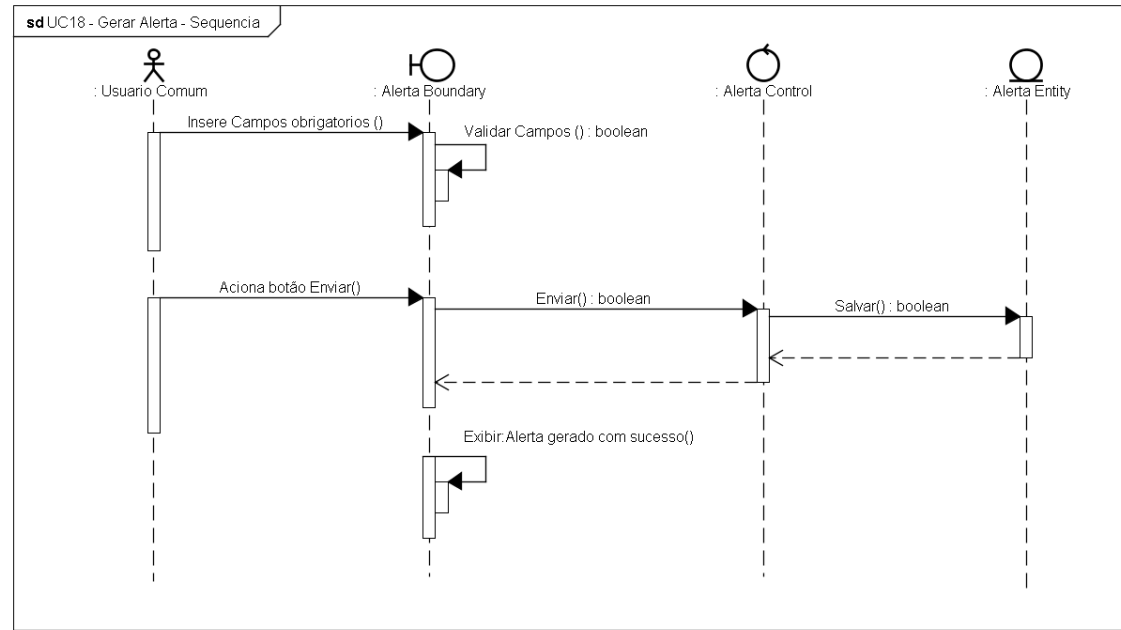 sd UC18 - Gerar Alerta - Sequencia
: Usuario Comum
: Alerta Boundary
: Alerta Control
: Alerta Entity
Insere Campos obrigatorios ()
Validar Campos () : boolean
Aciona botão Enviar()
Enviar() : boolean
Salvar() : boolean
Exibir:Alerta gerado com sucesso()